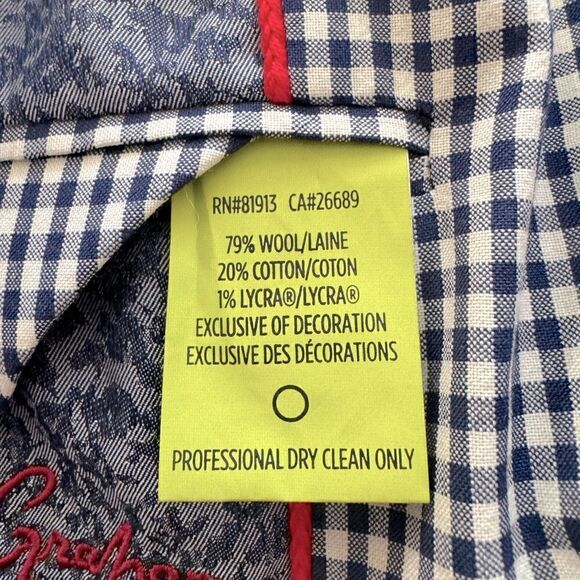 RN#81913 CA#26689
79% WOOL/LAINE
20% COTTON/COTON
1% LYCRA®/LYCRA®
EXCLUSIVE OF DECORATION
EXCLUSIVE DES DÉCORATIONS
PROFESSIONAL DRY CLEAN ONLY